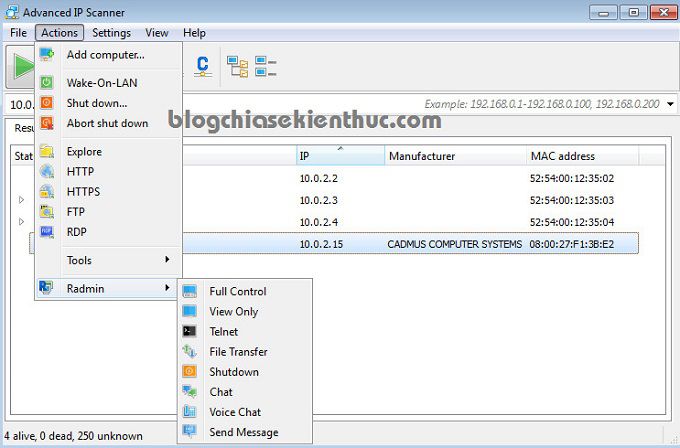 Advanced IP Scanner
File Actions Settings View Help
Add computer...
Wake-On-LAN
Shut down...
Abort shut down
Explore
HTTP
HTTPS
FTP
RDP
Tools
Radmin
Full Control
View Only
Telnet
File Transfer
Shutdown
Chat
Voice Chat
Send Message
C
10.0. Example: 192.168.0.1-192.168.0.100, 192.168.0.200
blogchiasekienthuc.com
Resu
Stat IP Manufacturer MAC address
10.0.2.2 52:54:00:12:35:02
10.0.2.3 52:54:00:12:35:03
10.0.2.4 52:54:00:12:35:04
10.0.2.15 CADMUS COMPUTER SYSTEMS 08:00:27:F1:3B:E2
4 alive, 0 dead, 250 unknown